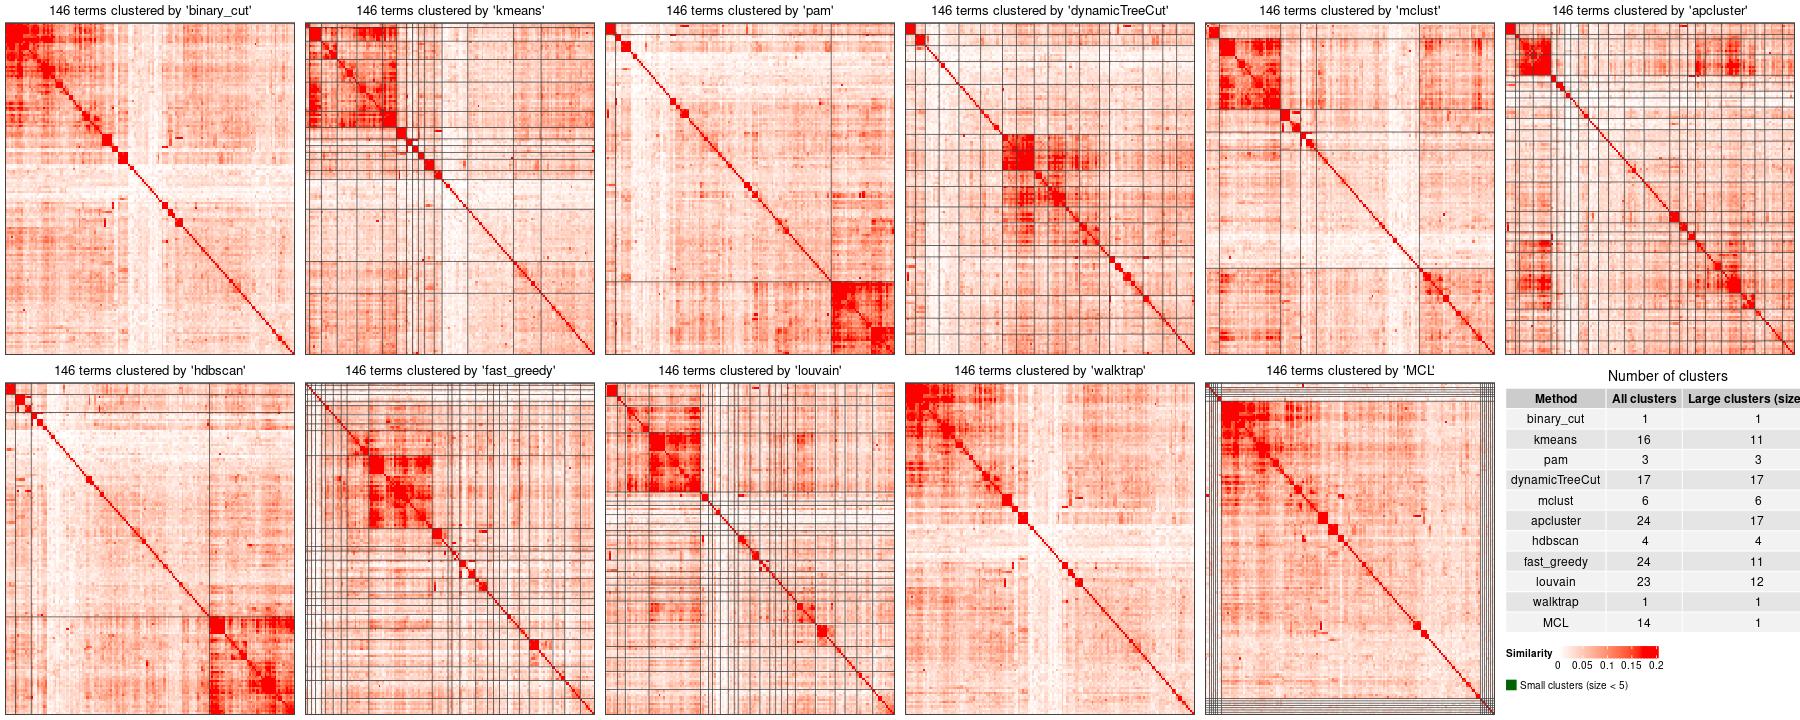 146 terms clustered by 'binary_cut'
146 terms clustered by 'kmeans'
146 terms clustered by 'pam'
146 terms clustered by 'dynamicTreeCut'
146 terms clustered by 'mclust'
146 terms clustered by 'apcluster'
146 terms clustered by 'hdbscan'
146 terms clustered by 'fast_greedy'
146 terms clustered by 'louvain'
146 terms clustered by 'walktrap'
146 terms clustered by 'MCL'
Number of clusters
Method All clusters Large clusters (size
binary_cut 1 1
kmeans 16 11
pam 3 3
dynamicTreeCut 17 17
mclust 6 6
apcluster 24 17
hdbscan 4 4
fast_greedy 24 11
louvain 23 12
walktrap 1 1
MCL 14 1
Similarity
0 0.05 0.1 0.15 0.2
Small clusters (size < 5)